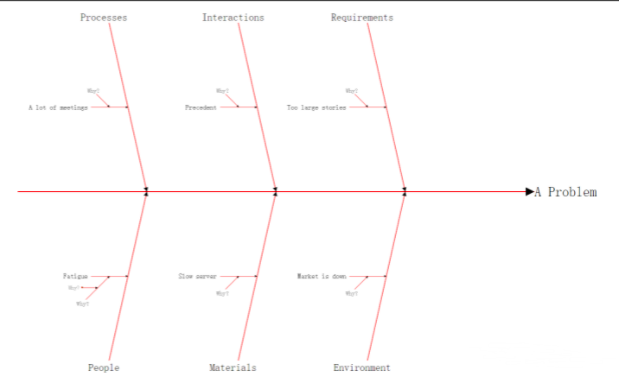 Processes
Interactions
Requirements
Why?
Why?
Why?
A lot of meetings
Precedent
Too large stories
A Problem
Fatigue
Slow server
Market is down
Why?
Why?
Why?
Why?
People
Materials
Environment